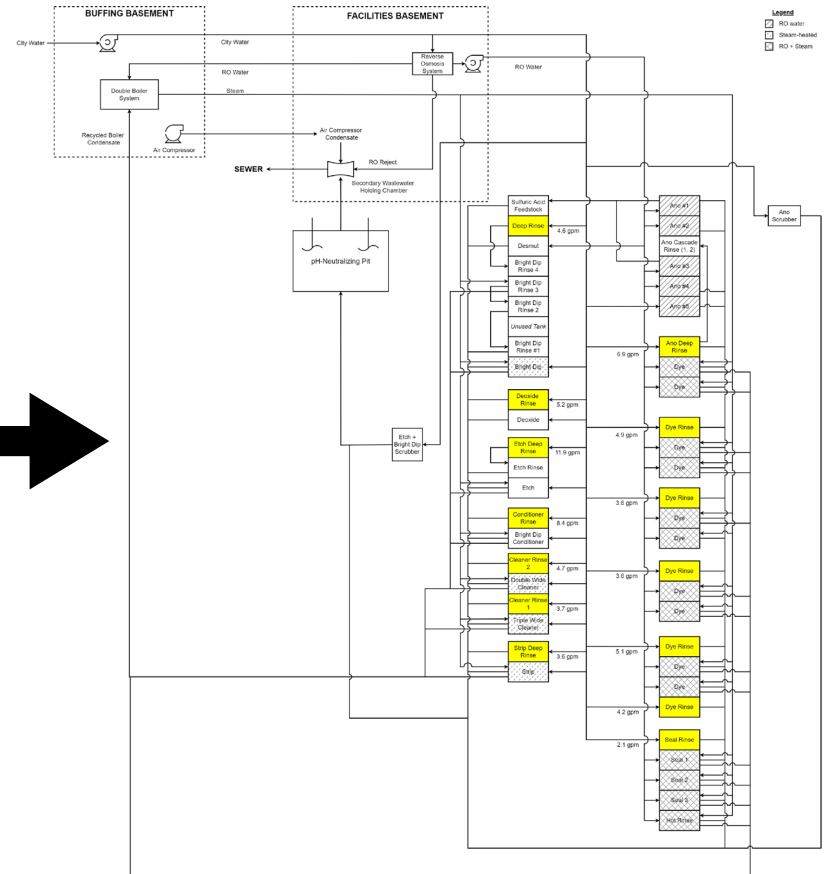 BUFFING BASEMENT
FACILITIES BASEMENT
Legend
RO water
Steam-heated
RO + Steam
City Water
City Water
Reverse
Osmosis
System
RO Water
RO Water
Double Boiler
System
Steam
Recycled Boiler
Condensate
Air Compressor
Air Compressor
Condensate
RO Reject
SEWER
Secondary Wastewater
Holding Chamber
pH-Neutralizing Pit
Etch +
Bright Dip
Scrubber
Ano
Scrubber
Sulfuric Acid
Feedstock
Deep Rinse
4.6 gpm
Desmut
Bright Dip
Rinse 4
Bright Dip
Rinse 3
Bright Dip
Rinse 2
Unused Tank
Bright Dip
Rinse #1
Bright Dip
Deoxide
Rinse
5.2 gpm
Deoxide
Etch Deep
Rinse
11.9 gpm
Etch Rinse
Etch
Conditioner
Rinse
8.4 gpm
Bright Dip
Conditioner
Cleaner Rinse
2
4.7 gpm
Double Wide
Cleaner
Cleaner Rinse
1
3.7 gpm
Triple Wide
Cleaner
Strip Deep
Rinse
3.6 gpm
Strip
Ano #1
Ano #2
Ano Cascade
Rinse (1, 2)
Ano #3
Ano #4
Ano #5
Ano Deep
Rinse
6.9 gpm
Dye
Dye
Dye Rinse
4.9 gpm
Dye
Dye
Dye Rinse
3.6 gpm
Dye
Dye
Dye Rinse
3.6 gpm
Dye
Dye
Dye Rinse
5.1 gpm
Dye
Dye
Dye Rinse
4.2 gpm
Seal Rinse
2.1 gpm
Seal 1
Seal 2
Seal 3
Hot Rinse